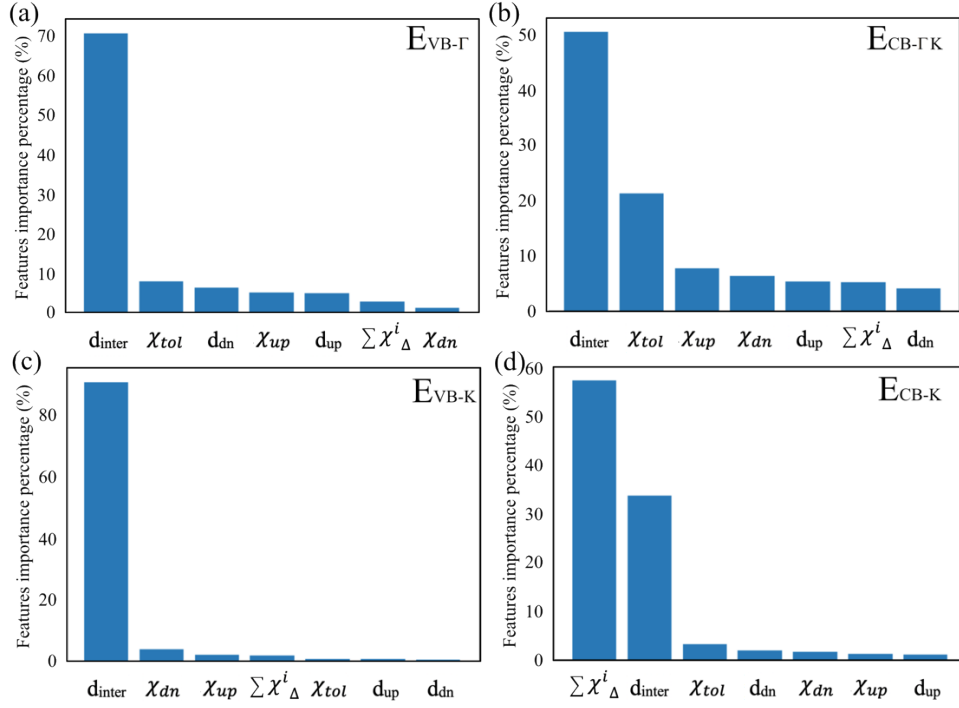 (a)
E_VB-Γ
Features importance percentage (%)
70
60
50
40
30
20
10
0
d_inter χ_tol d_dn χ_up d_up ∑χ^i_Δ χ_dn
(b)
E_CB-Γ K
Features importance percentage (%)
50
40
30
20
10
0
d_inter χ_tol χ_up χ_dn d_up ∑χ^i_Δ d_dn
(c)
E_VB-K
Features importance percentage (%)
80
60
40
20
0
d_inter χ_dn χ_up ∑χ^i_Δ χ_tol d_up d_dn
(d)
E_CB-K
Features importance percentage (%)
60
50
40
30
20
10
0
∑χ^i_Δ d_inter χ_tol d_dn χ_dn χ_up d_up